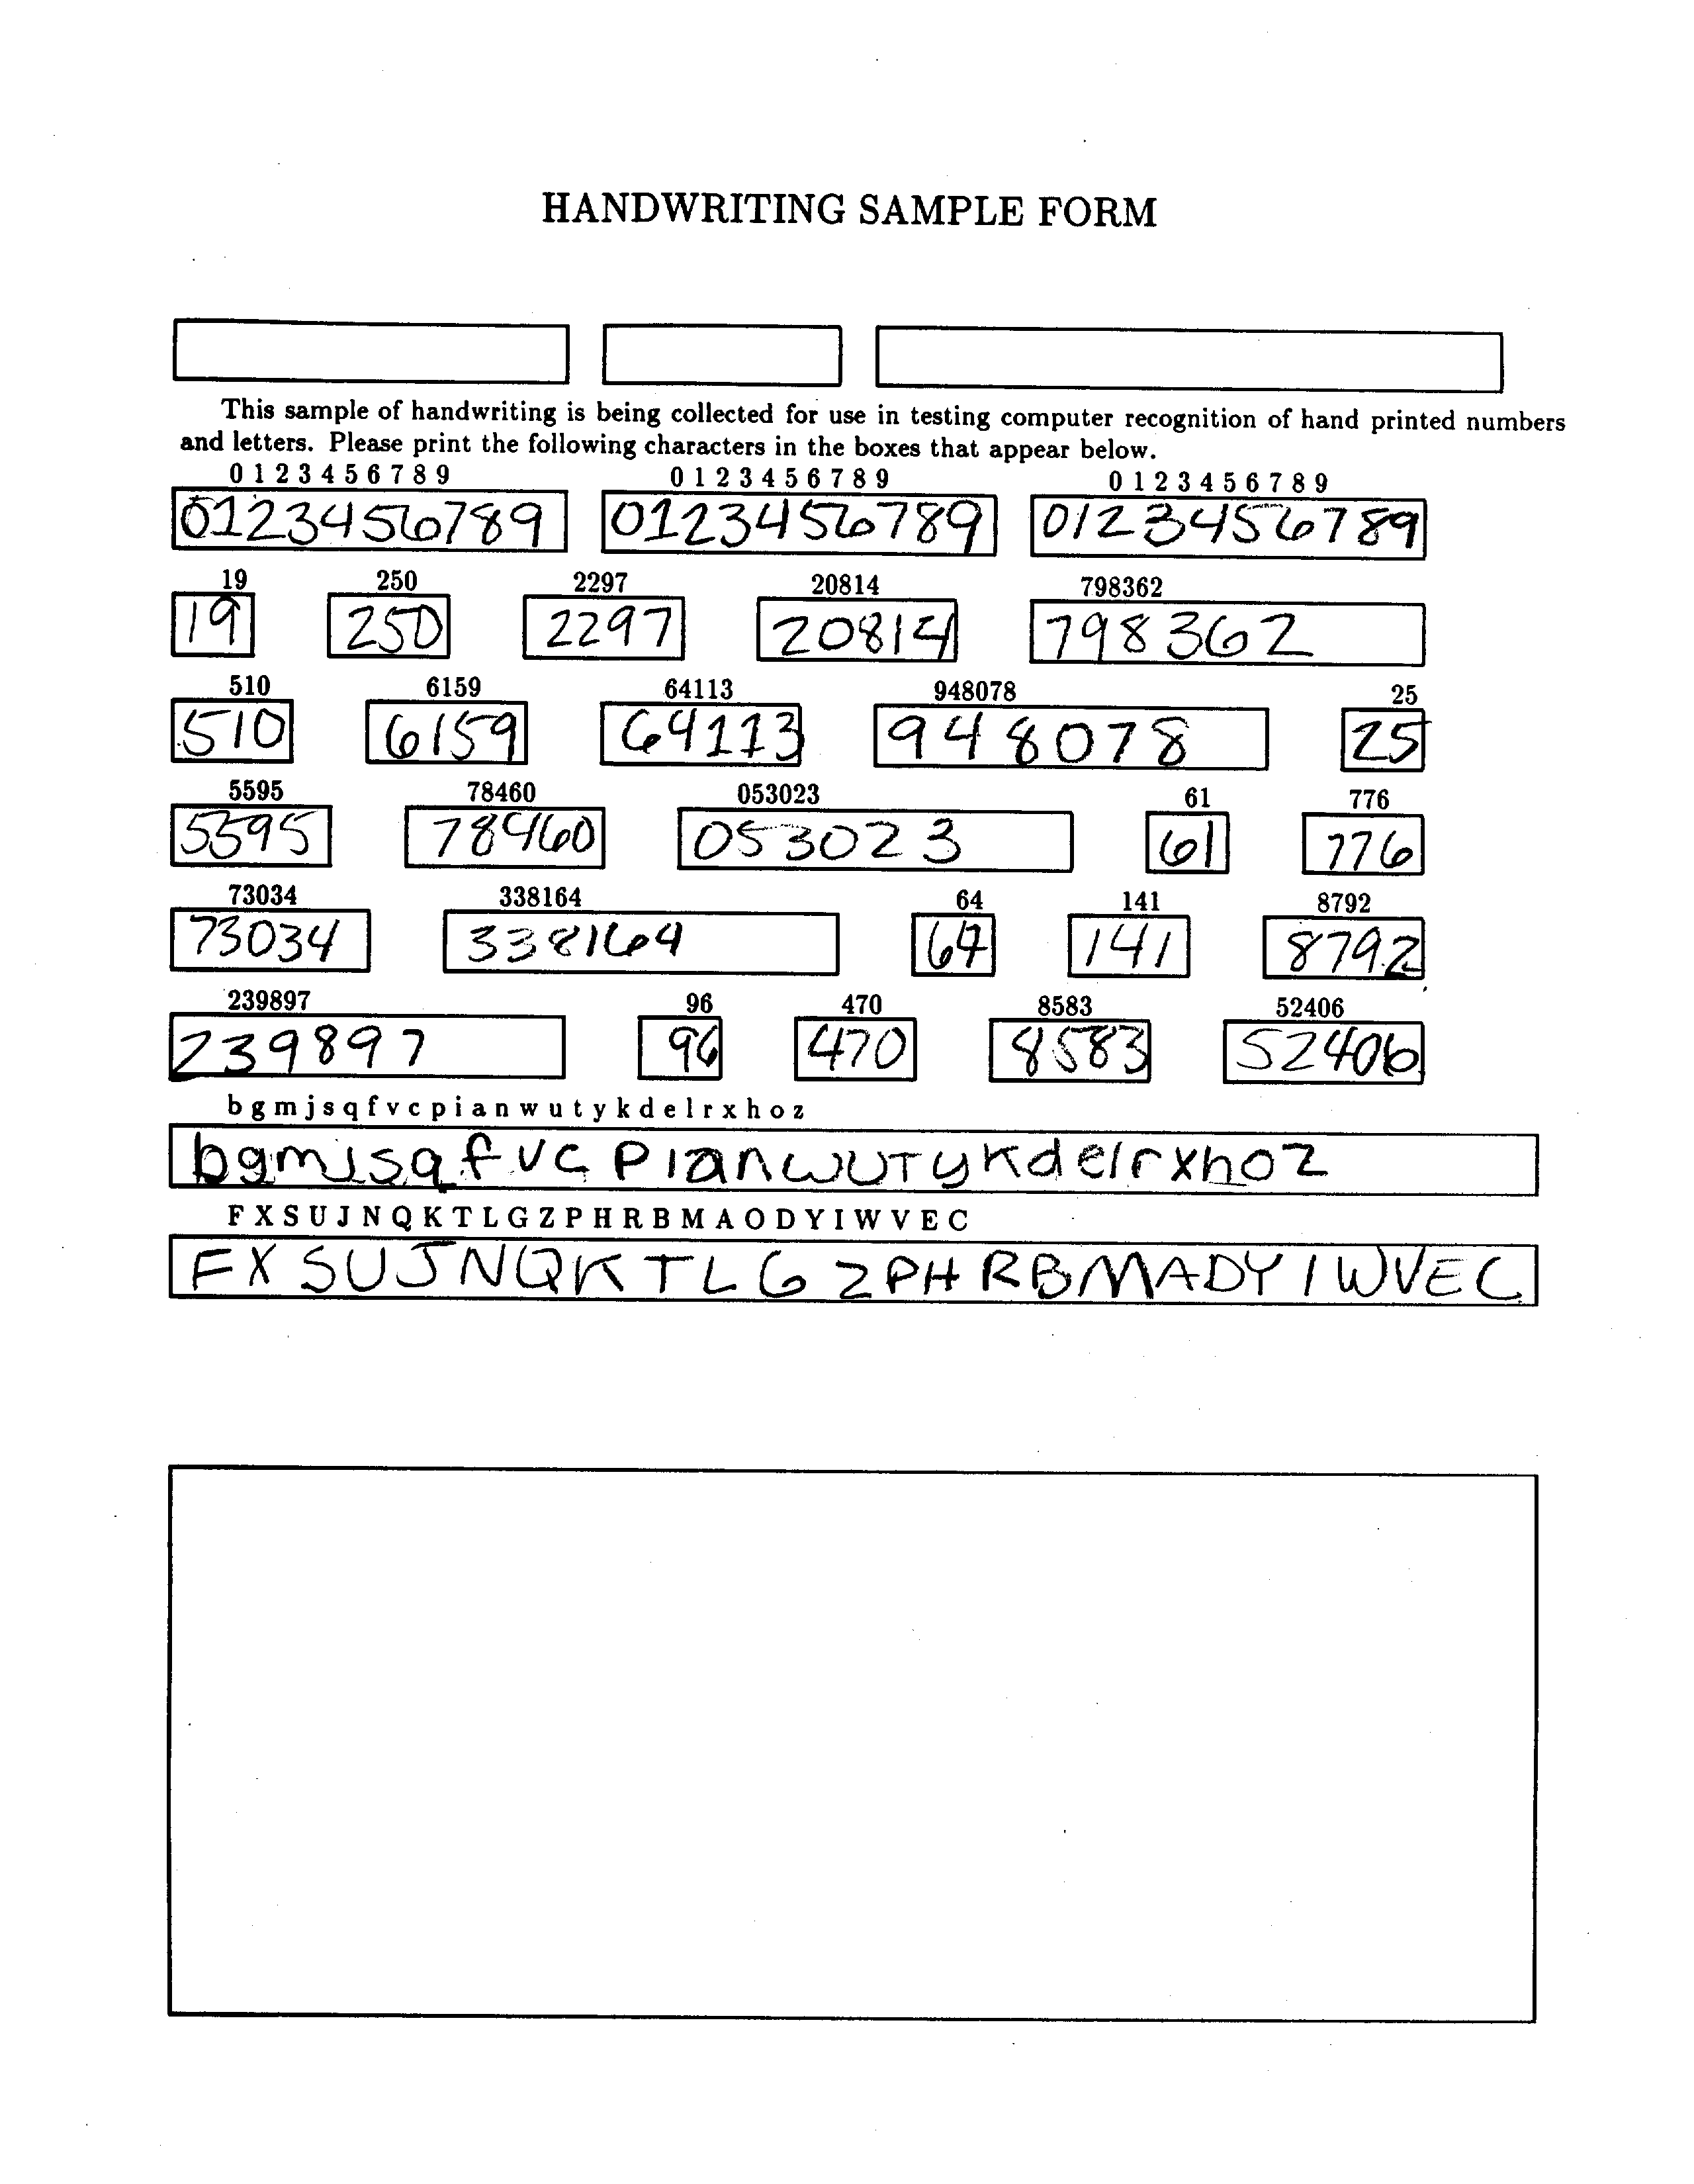 HANDWRITING SAMPLE FORM
This sample of handwriting is being collected for use in testing computer recognition of hand printed numbers
and letters. Please print the following characters in the boxes that appear below.
0 1 2 3 4 5 6 7 8 9 0 1 2 3 4 5 6 7 8 9 0 1 2 3 4 5 6 7 8 9
0123456789 0123456789 0123456789
19 250 2297 20814 798362
19 250 2297 20814 798362
510 6159 64113 948078 25
510 6159 64113 948078 25
5595 78460 053023 61 776
5595 78460 053023 61 776
73034 338164 64 141 8792
73034 338164 64 141 8792
239897 96 470 8583 52406
239897 96 470 8583 52406
b g m j s q f v c p i a n w u t y k d e l r x h o z
bgmjsqfvcpianwutykdelrxhoz
F X S U J N Q K T L G Z P H R B M A O D Y I W V E C
FXSUJNQKTLGZPHRBMADYIWVEC